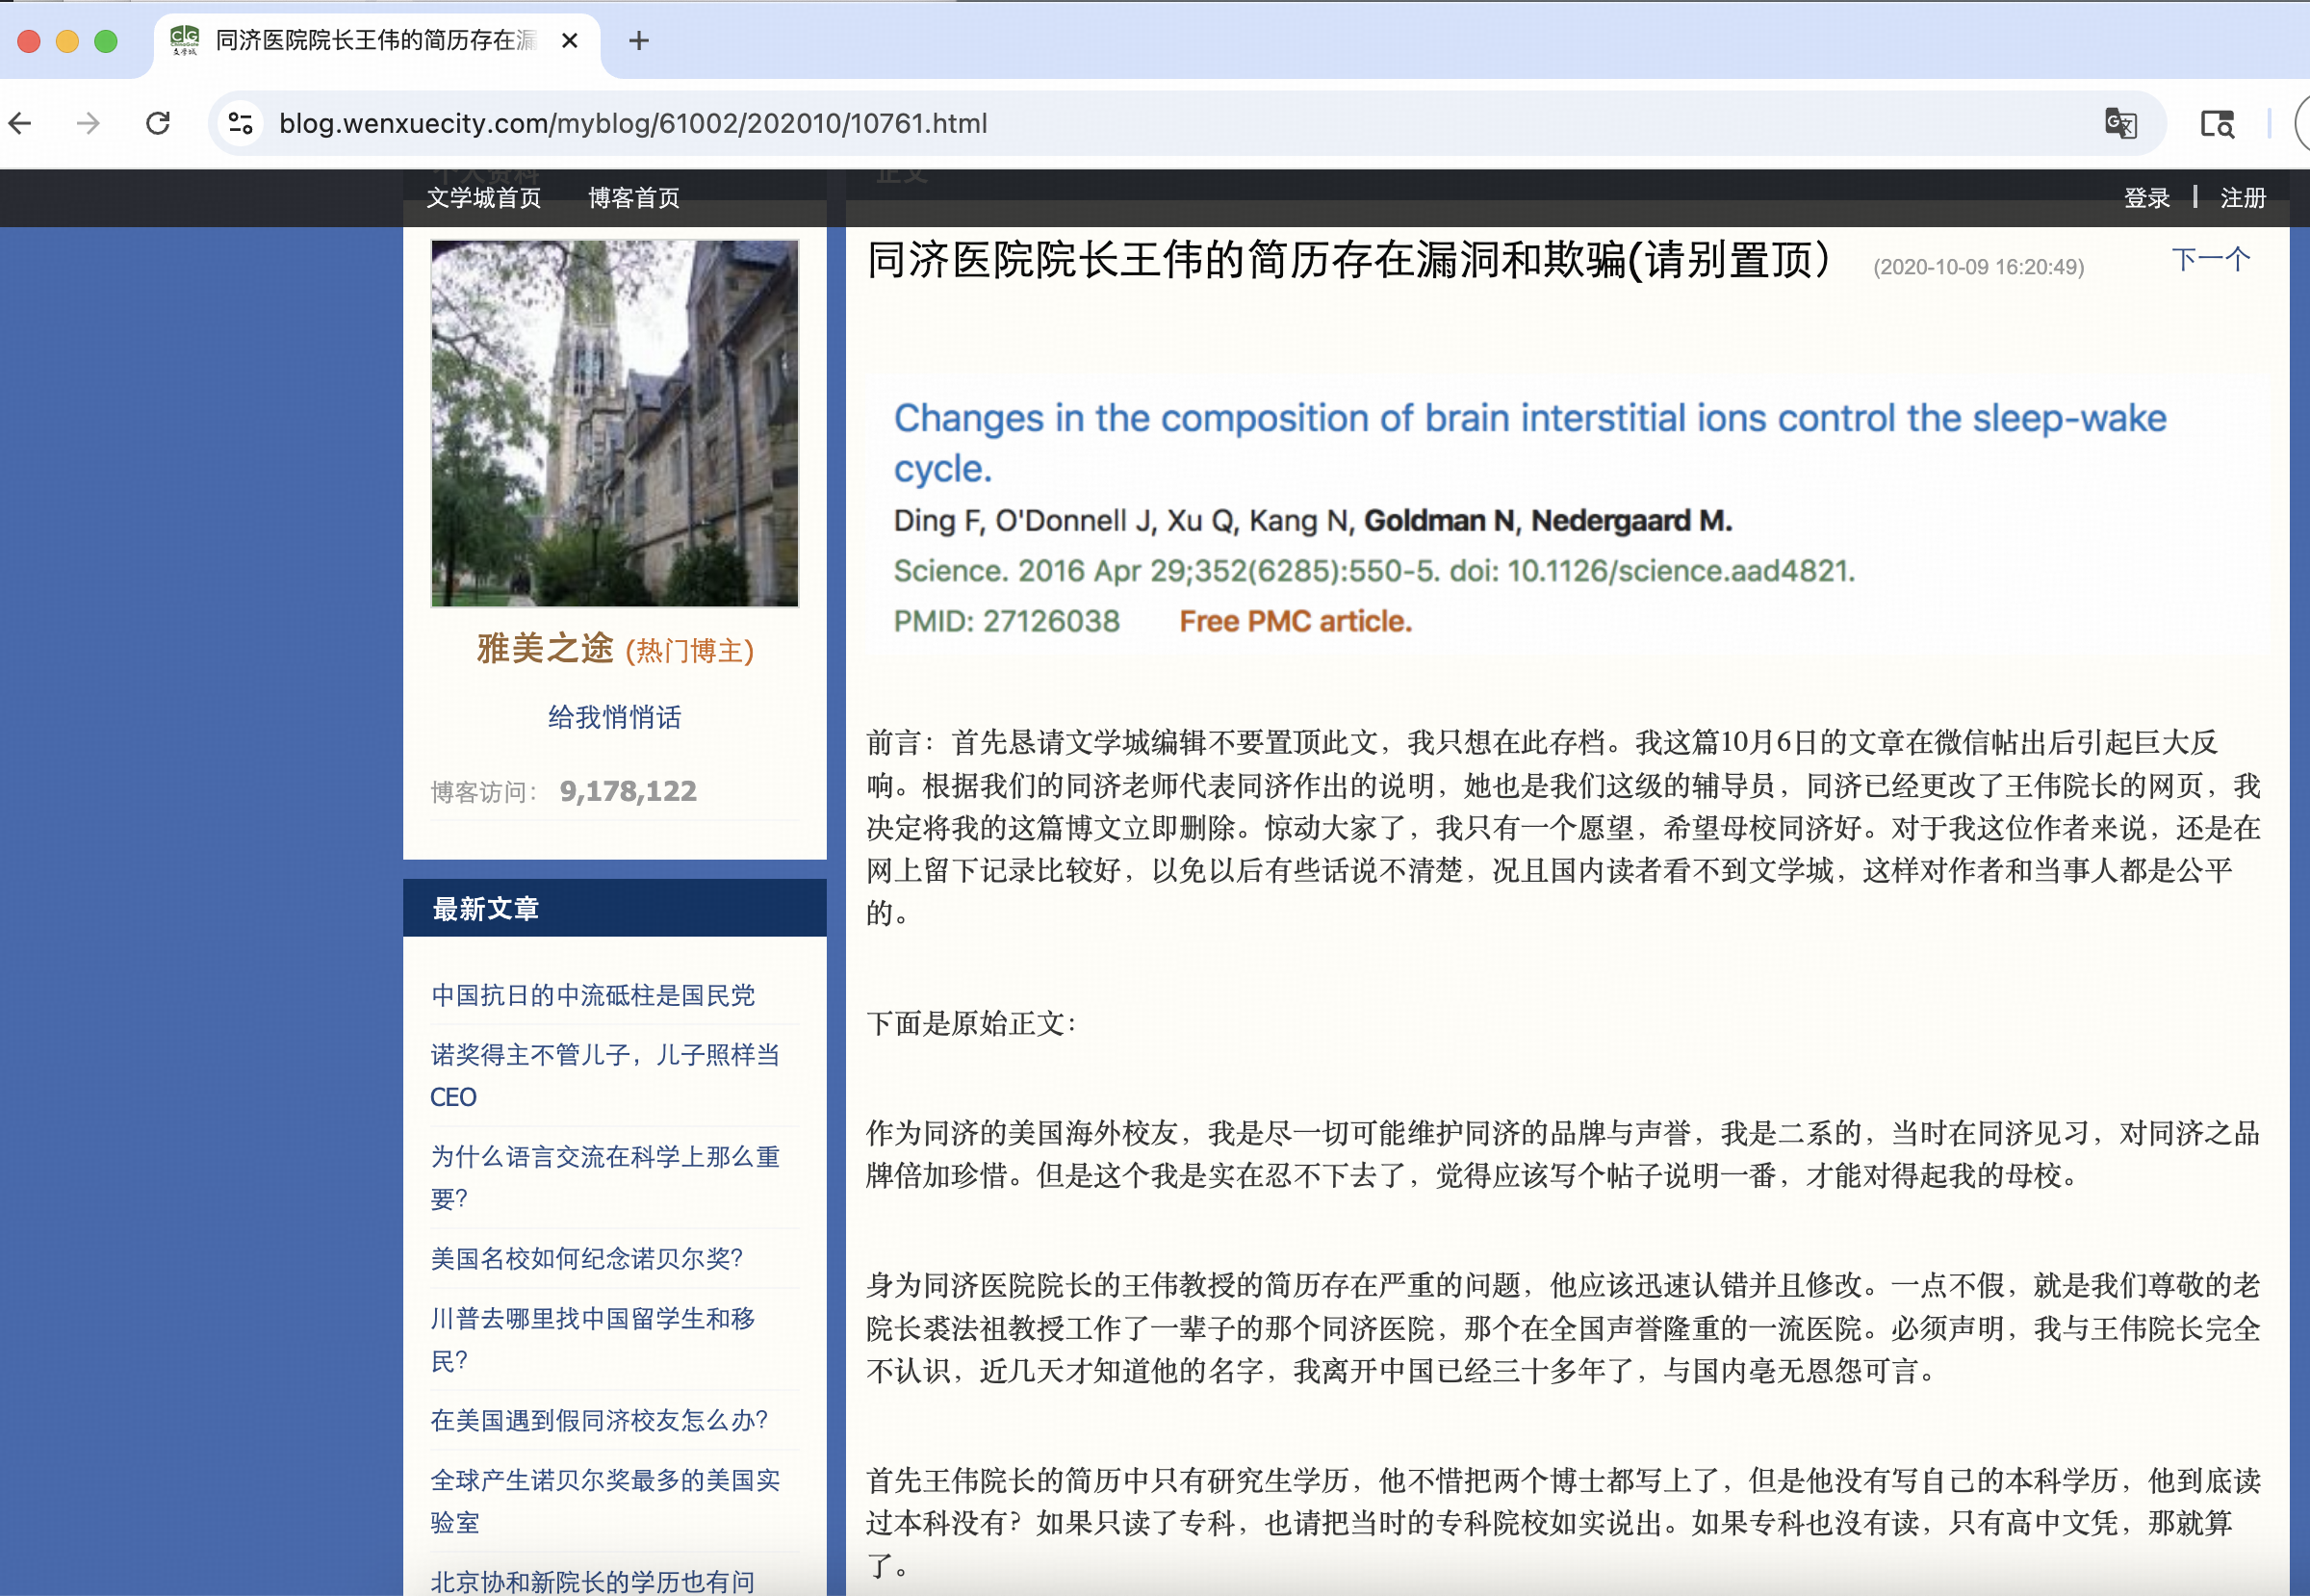 同济医院院长王伟的简历存在漏
blog.wenxuecity.com/myblog/61002/202010/10761.html
文学城首页 博客首页 登录 | 注册
雅美之途 (热门博主)
给我悄悄话
博客访问： 9,178,122
最新文章
中国抗日的中流砥柱是国民党
诺奖得主不管儿子，儿子照样当
CEO
为什么语言交流在科学上那么重
要？
美国名校如何纪念诺贝尔奖？
川普去哪里找中国留学生和移
民？
在美国遇到假同济校友怎么办？
全球产生诺贝尔奖最多的美国实
验室
北京协和新院长的学历也有问
同济医院院长王伟的简历存在漏洞和欺骗(请别置顶） (2020-10-09 16:20:49) 下一个
Changes in the composition of brain interstitial ions control the sleep-wake
cycle.
Ding F, O'Donnell J, Xu Q, Kang N, Goldman N, Nedergaard M.
Science. 2016 Apr 29;352(6285):550-5. doi: 10.1126/science.aad4821.
PMID: 27126038 Free PMC article.
前言：首先恳请文学城编辑不要置顶此文，我只想在此存档。我这篇10月6日的文章在微信帖出后引起巨大反
响。根据我们的同济老师代表同济作出的说明，她也是我们这级的辅导员，同济已经更改了王伟院长的网页，我
决定将我的这篇博文立即删除。惊动大家了，我只有一个愿望，希望母校同济好。对于我这位作者来说，还是在
网上留下记录比较好，以免以后有些话说不清楚，况且国内读者看不到文学城，这样对作者和当事人都是公平
的。
下面是原始正文：
作为同济的美国海外校友，我是尽一切可能维护同济的品牌与声誉，我是二系的，当时在同济见习，对同济之品
牌倍加珍惜。但是这个我是实在忍不下去了，觉得应该写个帖子说明一番，才能对得起我的母校。
身为同济医院院长的王伟教授的简历存在严重的问题，他应该迅速认错并且修改。一点不假，就是我们尊敬的老
院长裘法祖教授工作了一辈子的那个同济医院，那个在全国声誉隆重的一流医院。必须声明，我与王伟院长完全
不认识，近几天才知道他的名字，我离开中国已经三十多年了，与国内毫无恩怨可言。
首先王伟院长的简历中只有研究生学历，他不惜把两个博士都写上了，但是他没有写自己的本科学历，他到底读
过本科没有？如果只读了专科，也请把当时的专科院校如实说出。如果专科也沒有读，只有高中文凭，那就算
了。